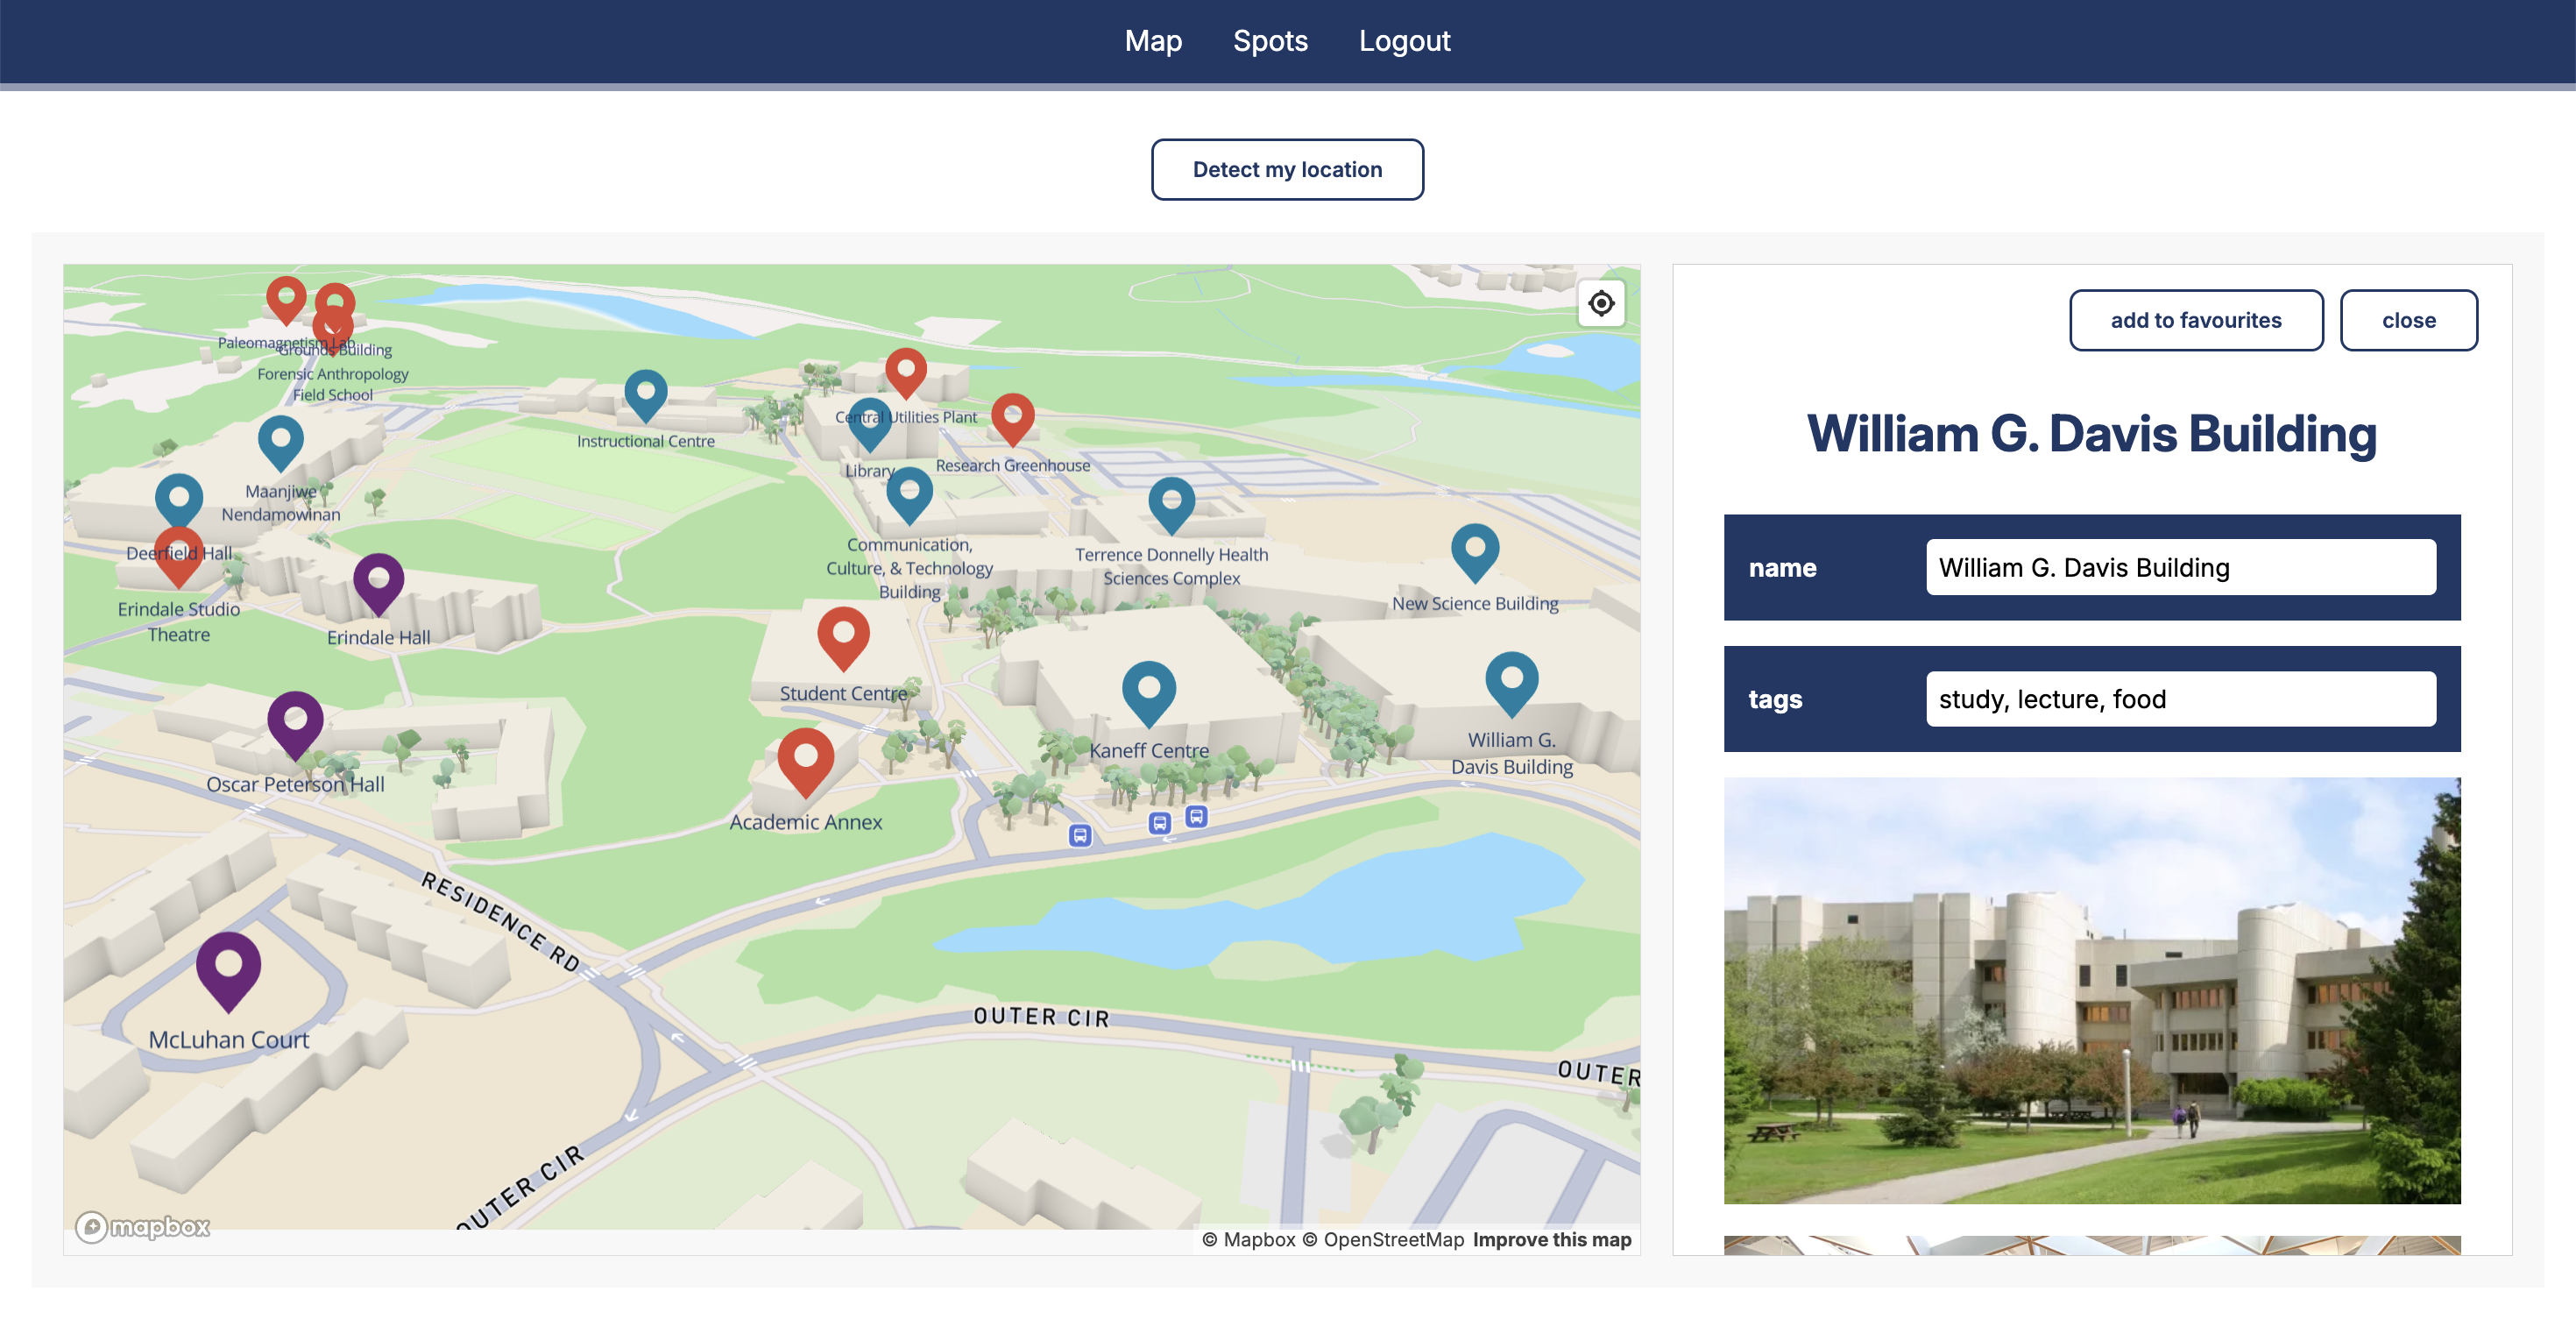 Map Spots Logout
Detect my location
Paleomagnetism Lab
Grounds Building
Forensic Anthropology
Field School
Instructional Centre
Central Utilities Plant
Library
Research Greenhouse
Maanjiwe
Nendamowinan
Deerfield Hall
Erindale Studio
Theatre
Erindale Hall
Communication,
Culture, & Technology
Building
Terrence Donnelly Health
Sciences Complex
New Science Building
Student Centre
Kaneff Centre
William G.
Davis Building
Oscar Peterson Hall
Academic Annex
RESIDENCE RD
McLuhan Court
OUTER CIR
OUTER
OUTER CIR
mapbox
© Mapbox © OpenStreetMap Improve this map
add to favourites
close
William G. Davis Building
name William G. Davis Building
tags study, lecture, food